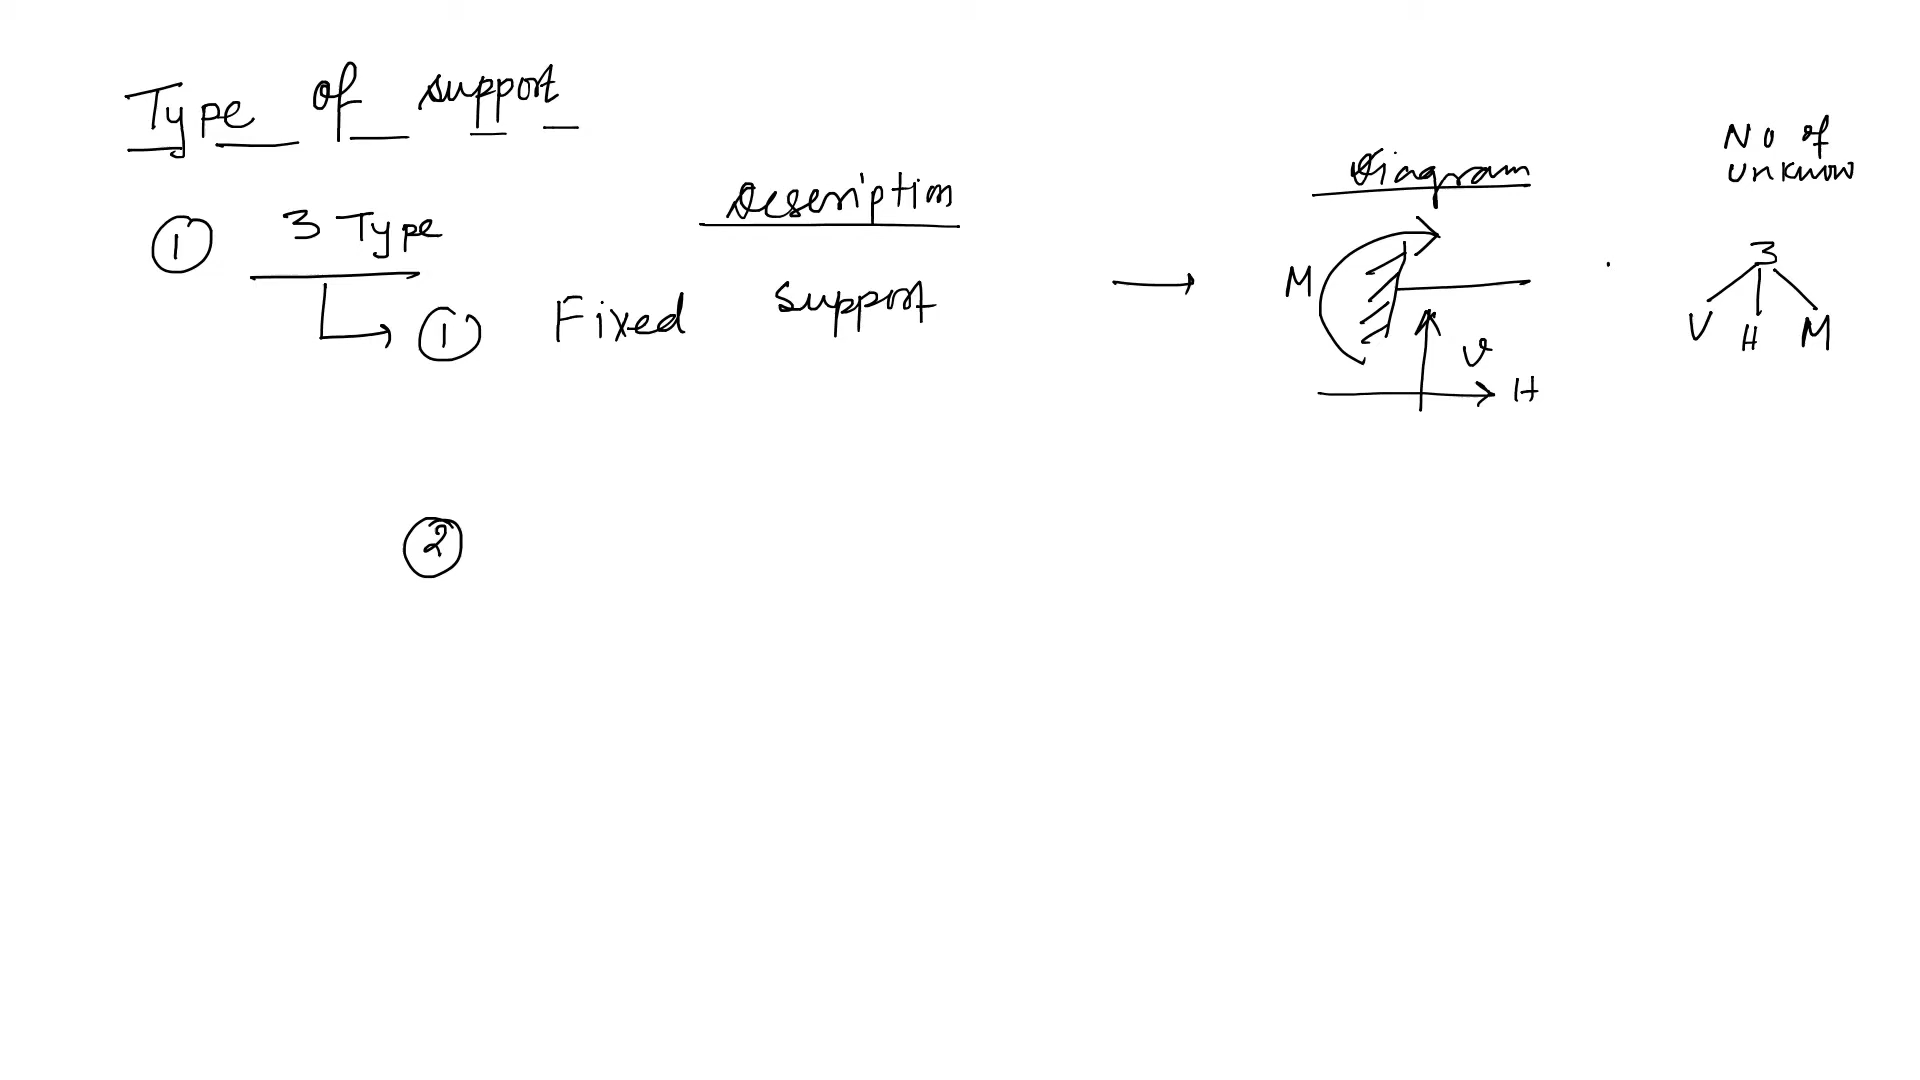 Type of support
Description
Diagram
No of
unknow
① 3 Type
① Fixed support
M
V
H
3
V H M
②